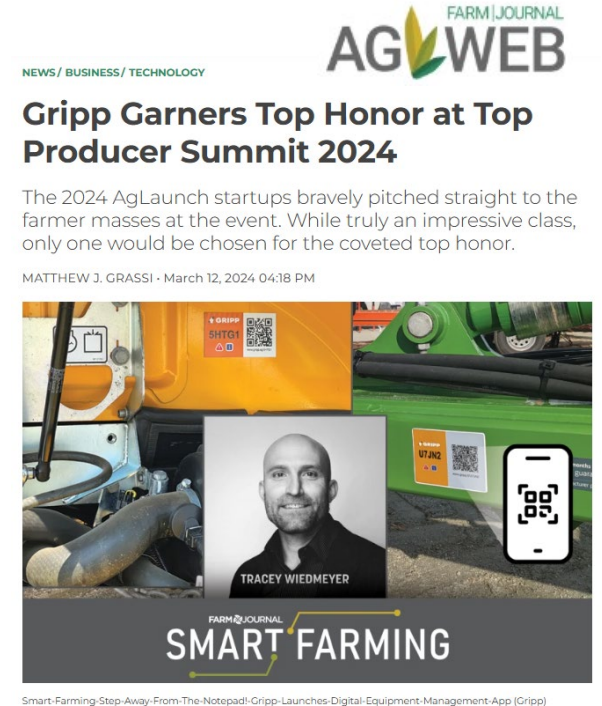 FARM|JOURNAL
AG WEB
NEWS/ BUSINESS/ TECHNOLOGY
Gripp Garners Top Honor at Top
Producer Summit 2024
The 2024 AgLaunch startups bravely pitched straight to the
farmer masses at the event. While truly an impressive class,
only one would be chosen for the coveted top honor.
MATTHEW J. GRASSI • March 12, 2024 04:18 PM
GRIPP
5HTG1
GRIPP
U7JN2
TRACEY WIEDMEYER
FARM JOURNAL
SMART FARMING
Smart-Farming-Step-Away-From-The-Notepad!-Gripp-Launches-Digital-Equipment-Management-App (Gripp)